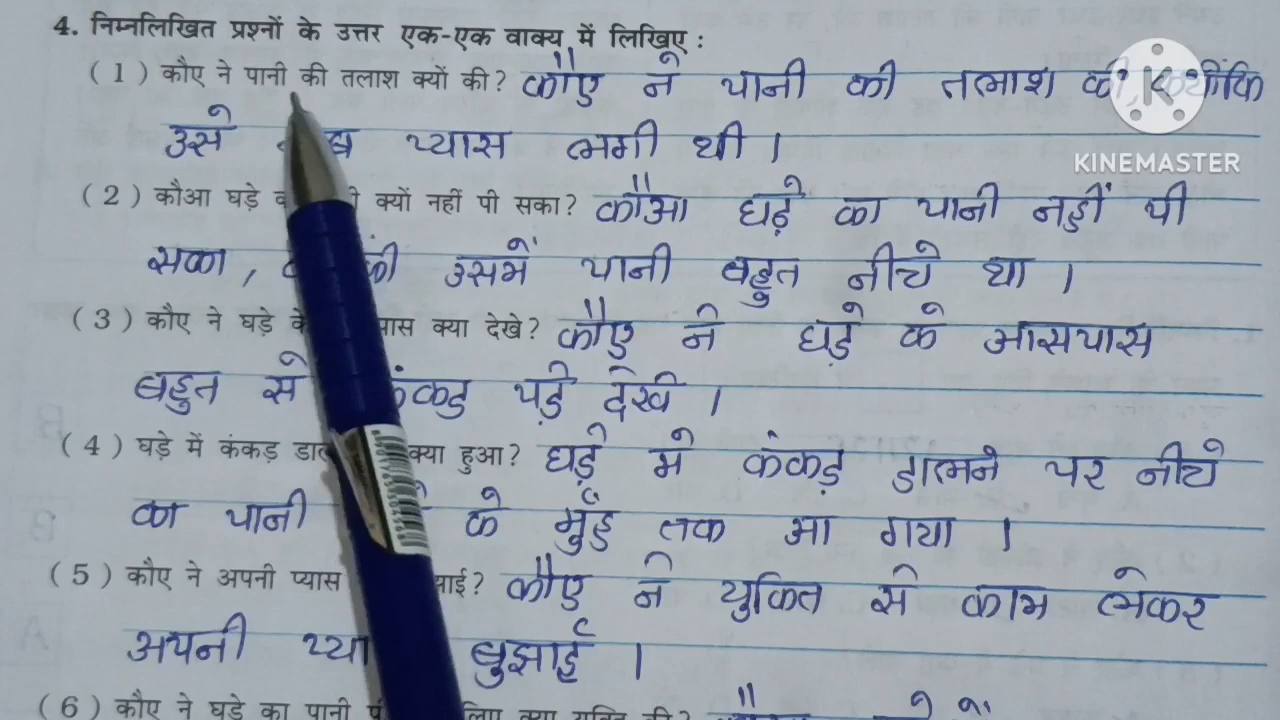 4. निम्नलिखित प्रश्नों के उत्तर एक-एक वाक्य में लिखिए :
( 1 ) कौए ने पानी की तलाश क्यों की? कौए ने पानी की तलाश की, क्योंकि
उसे प्यास लगी थी ।
( 2 ) कौआ घड़े क्यों नहीं पी सका? कौआ घड़े का पानी नहीं पी
सका , उसमें पानी बहुत नीचे था ।
( 3 ) कौए ने घड़े क्या देखे? कौए ने घड़े के आसपास
बहुत से कंकड़ पड़े देखे ।
( 4 ) घड़े में कंकड़ क्या हुआ? घड़े मे कंकड़ डालने पर नीचे
का पानी के मुँह तक आ गया ।
( 5 ) कौए ने अपनी प्यास कौए ने युक्ति से काम लेकर
अपनी बुझाई ।
( 6 ) कौए ने घड़े का पानी
KINEMASTER